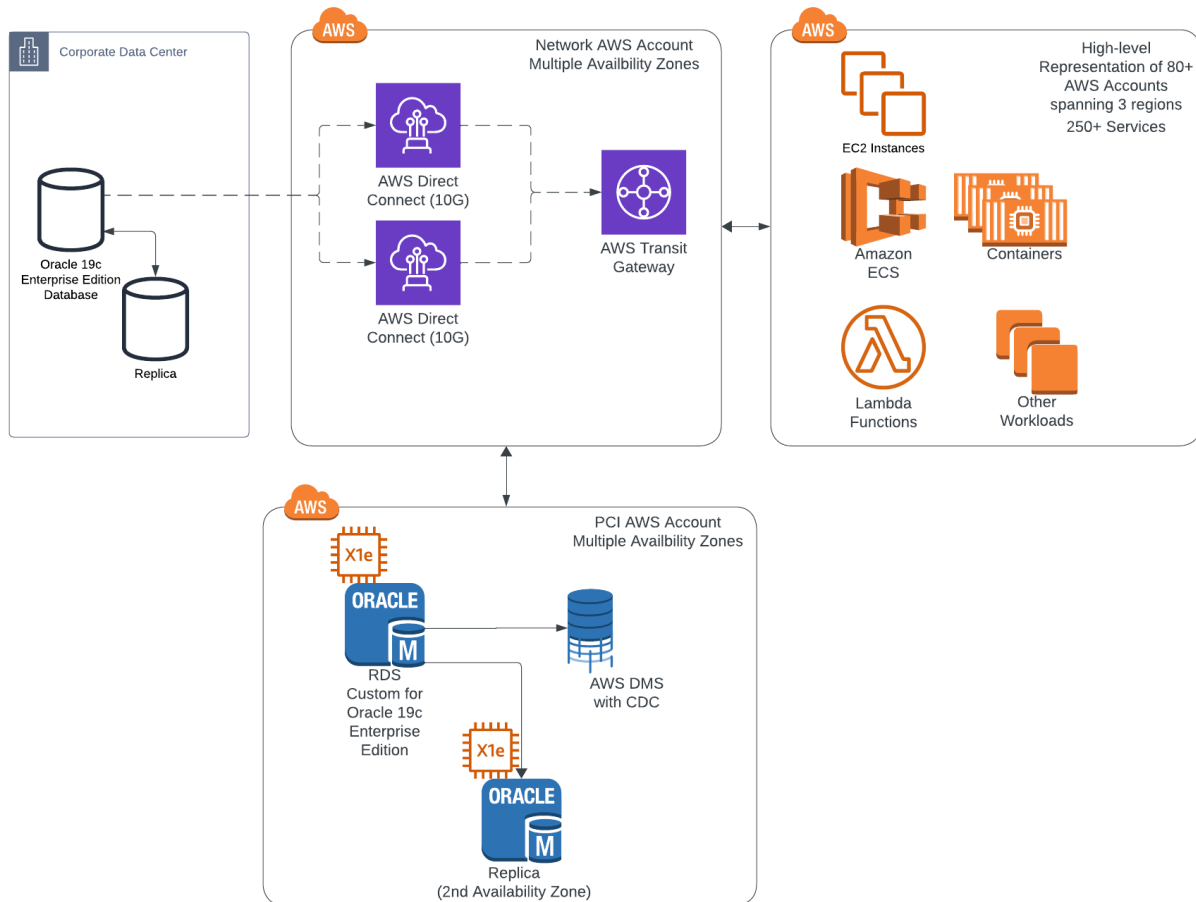 AWS
AWS
Corporate Data Center
Network AWS Account
Multiple Availbility Zones
High-level
Representation of 80+
AWS Accounts
spanning 3 regions
250+ Services
EC2 Instances
AWS Direct
Connect (10G)
AWS Transit
Gateway
Amazon
ECS
Containers
Oracle 19c
Enterprise Edition
Database
AWS Direct
Connect (10G)
Replica
Lambda
Functions
Other
Workloads
AWS
PCI AWS Account
Multiple Availbility Zones
X1e
ORACLE
M
RDS
Custom for
Oracle 19c
Enterprise
Edition
AWS DMS
with CDC
X1e
ORACLE
M
Replica
(2nd Availability Zone)